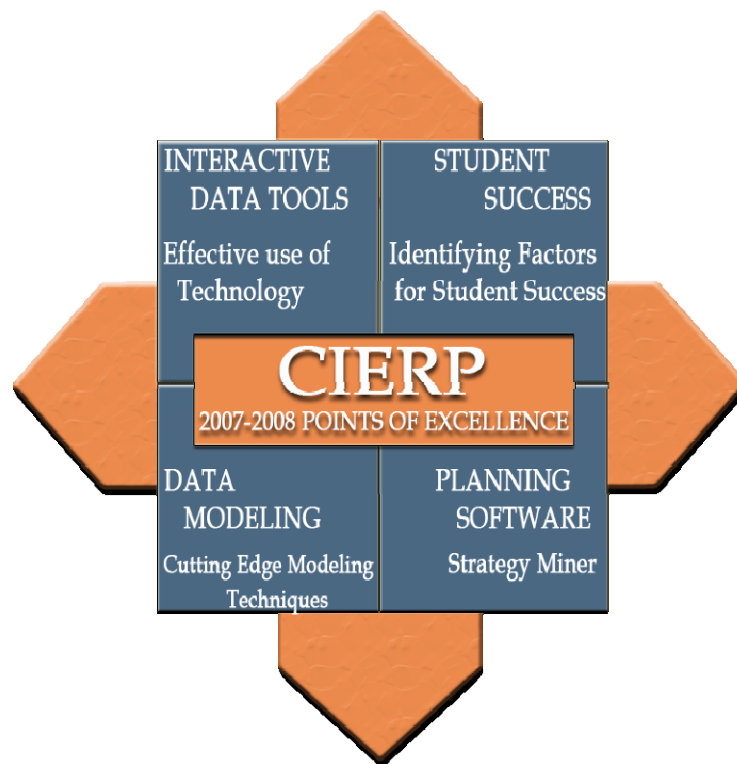 INTERACTIVE
DATA TOOLS
Effective use of
Technology
STUDENT
SUCCESS
Identifying Factors
for Student Success
CIERP
2007-2008 POINTS OF EXCELLENCE
DATA
MODELING
Cutting Edge Modeling
Techniques
PLANNING
SOFTWARE
Strategy Miner